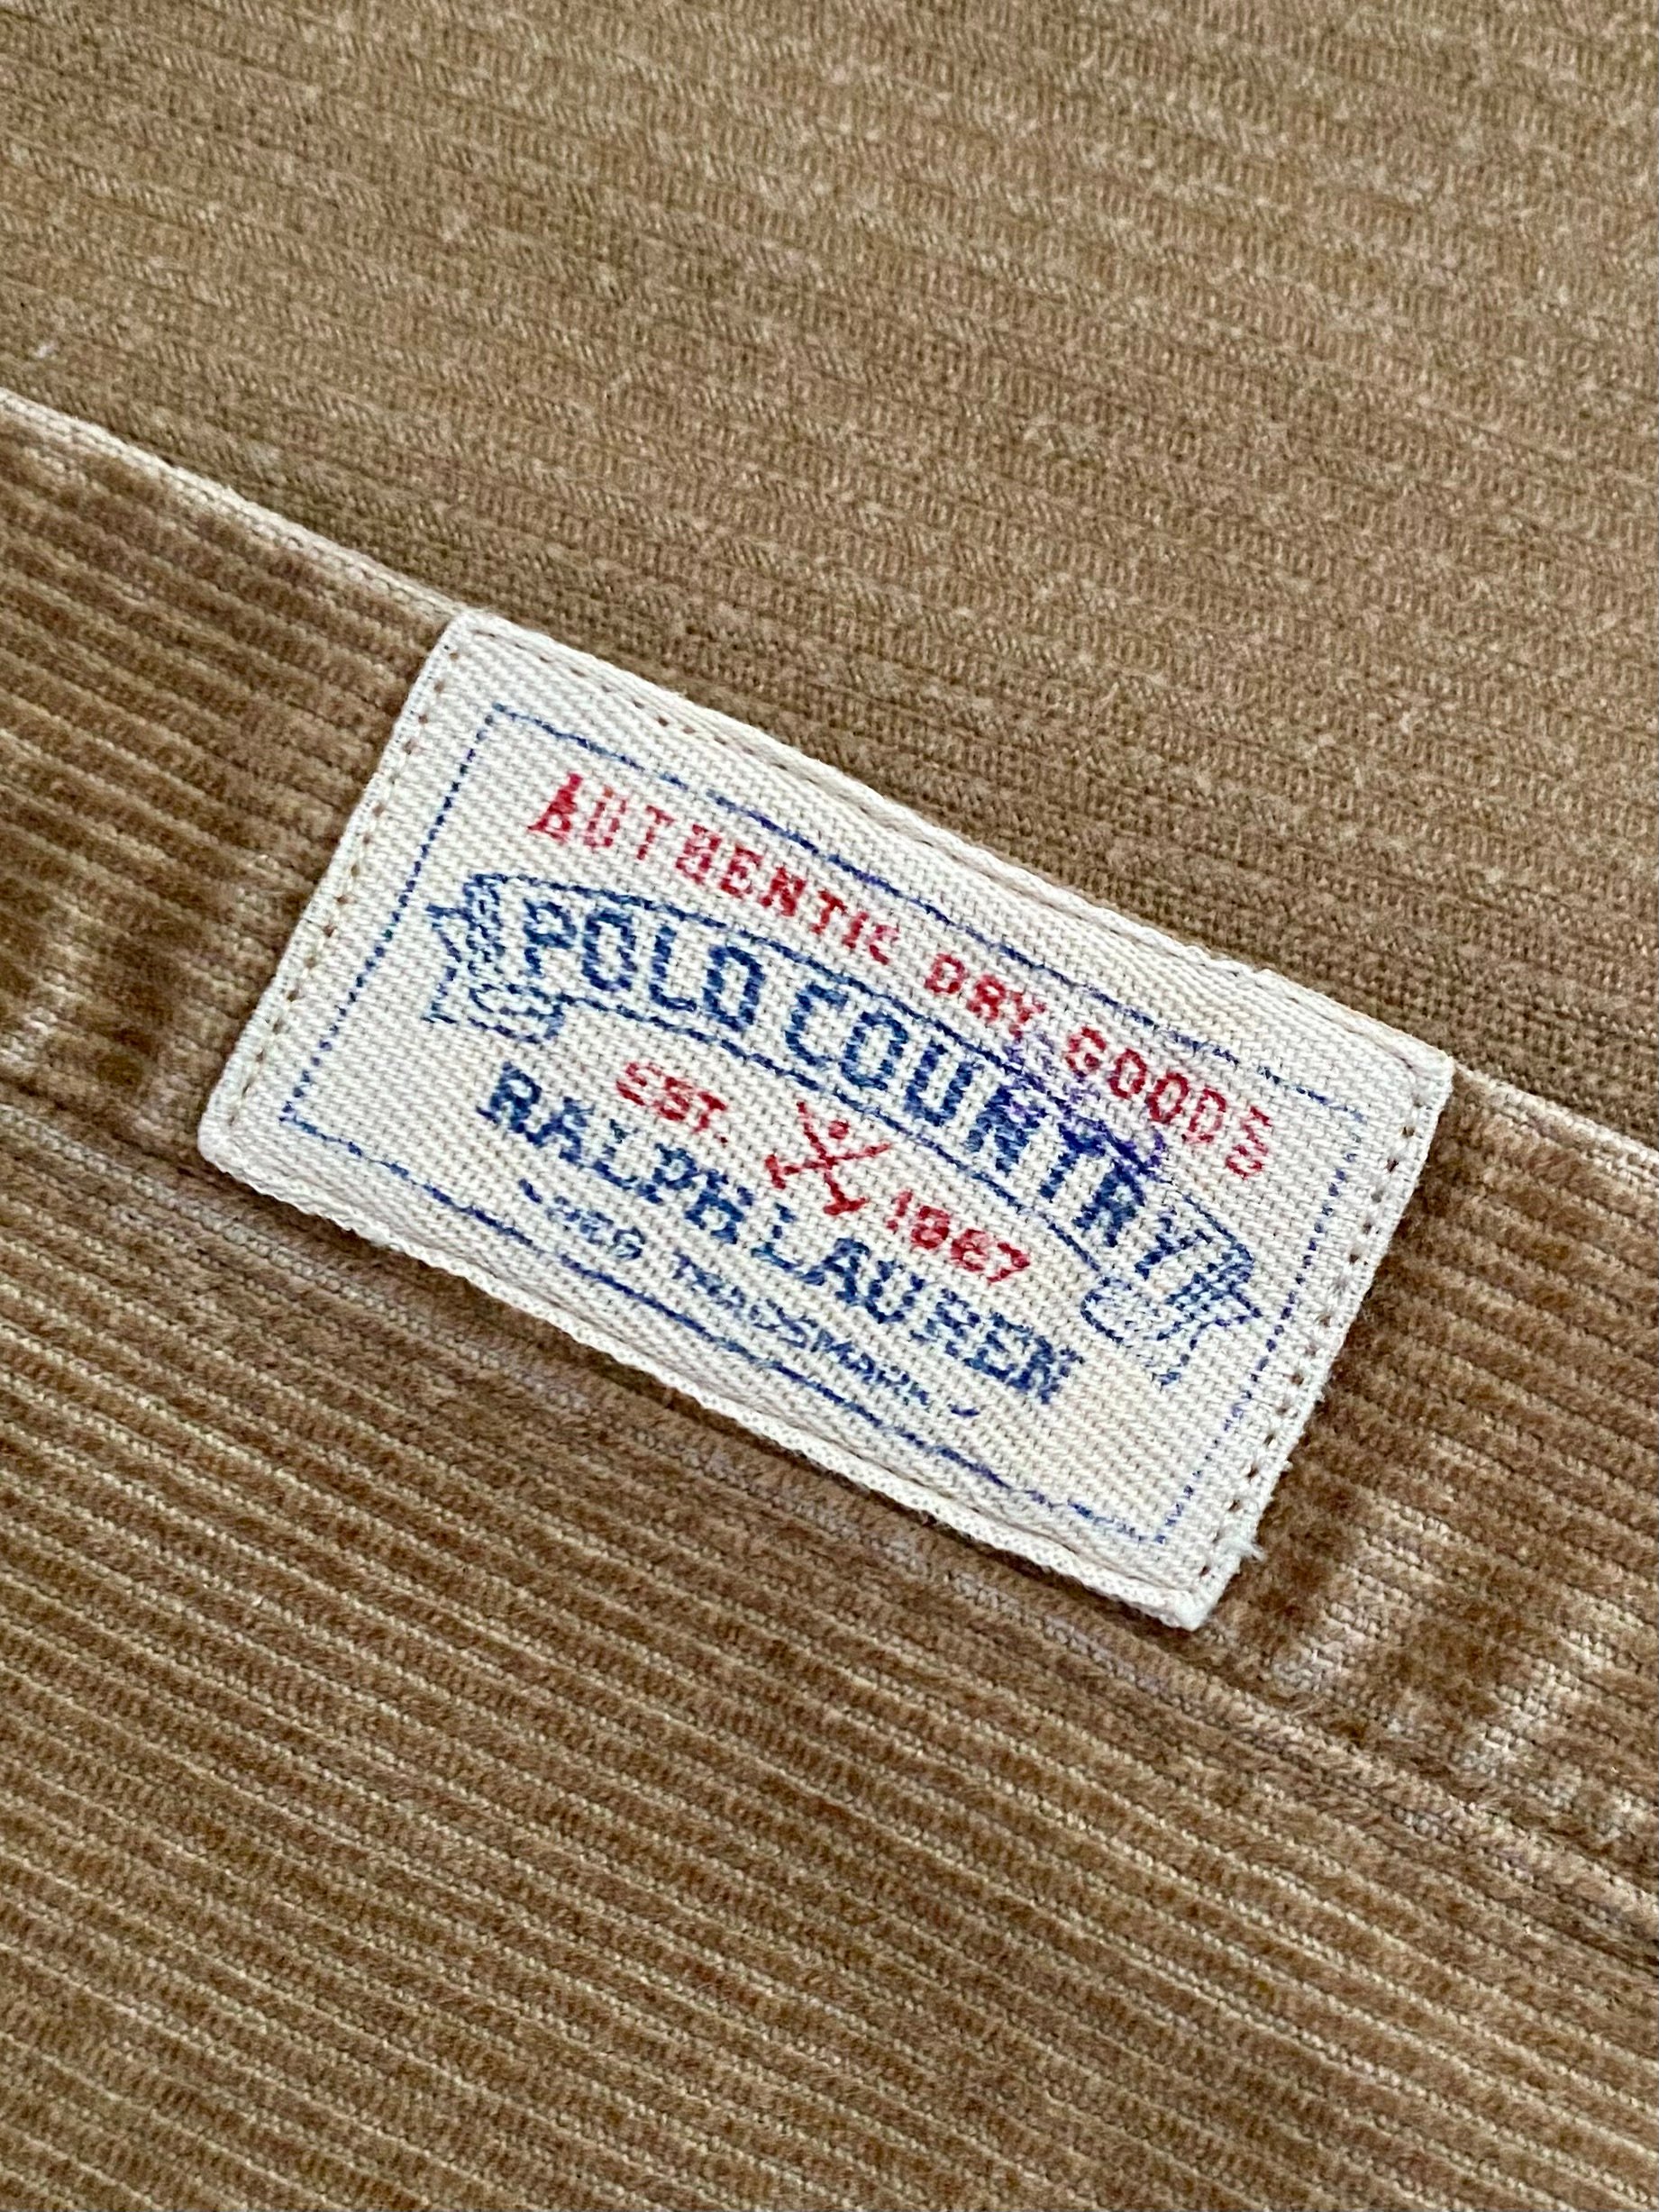 AUTHENTIC DRY GOODS
POLO COUNTRY
EST. 1967
RALPH LAUREN
REG TRADEMARK